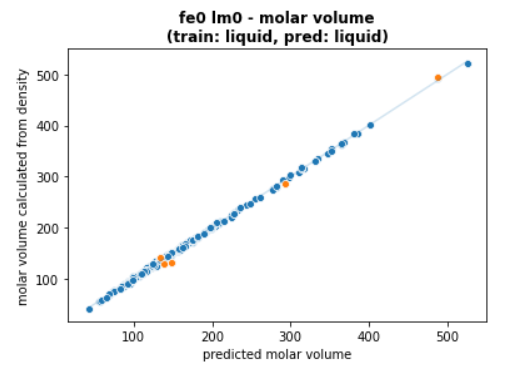 fe0 lm0 - molar volume
(train: liquid, pred: liquid)
molar volume calculated from density
500
400
300
200
100
100 200 300 400 500
predicted molar volume